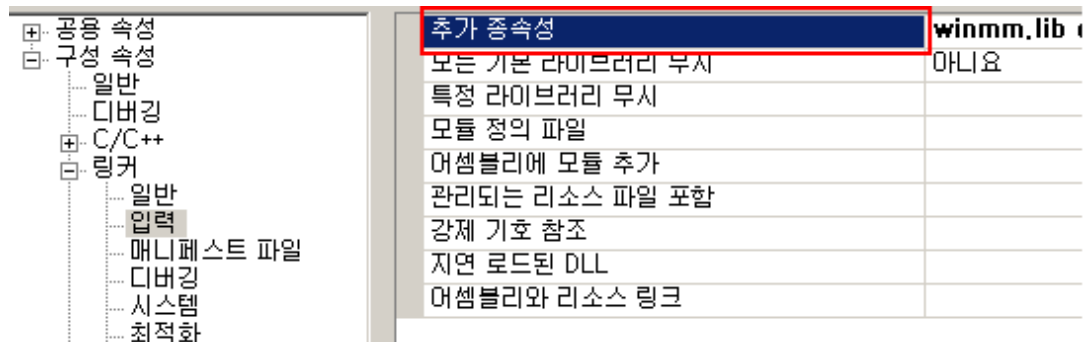 공용 속성
구성 속성
일반
디버깅
C/C++
링커
일반
입력
매니페스트 파일
디버깅
시스템
최적화
추가 종속성 winmm.lib
모든 기본 라이브러리 무시 아니요
특정 라이브러리 무시
모듈 정의 파일
어셈블리에 모듈 추가
관리되는 리소스 파일 포함
강제 기호 참조
지연 로드된 DLL
어셈블리와 리소스 링크